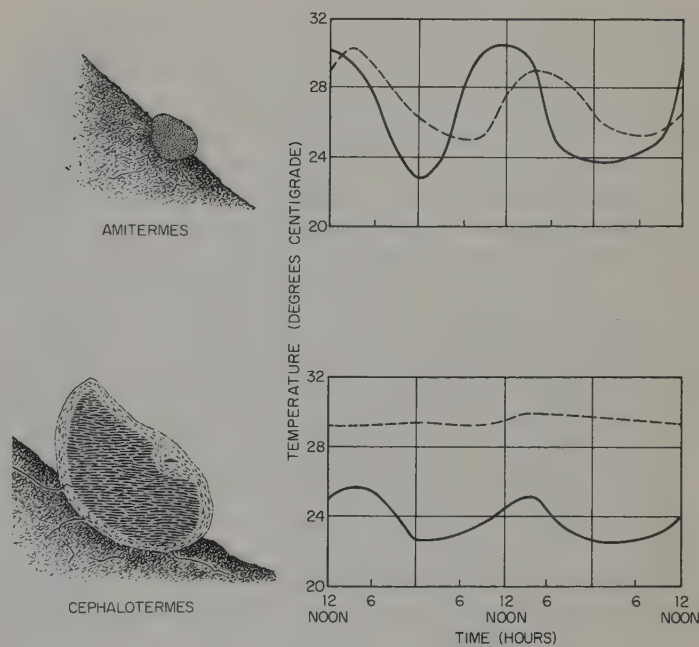 AMITERMES
CEPHALOTERMES
TEMPERATURE (DEGREES CENTIGRADE)
32
28
24
20
32
28
24
20
12 6 6 12 6 6 12
NOON NOON NOON
TIME (HOURS)